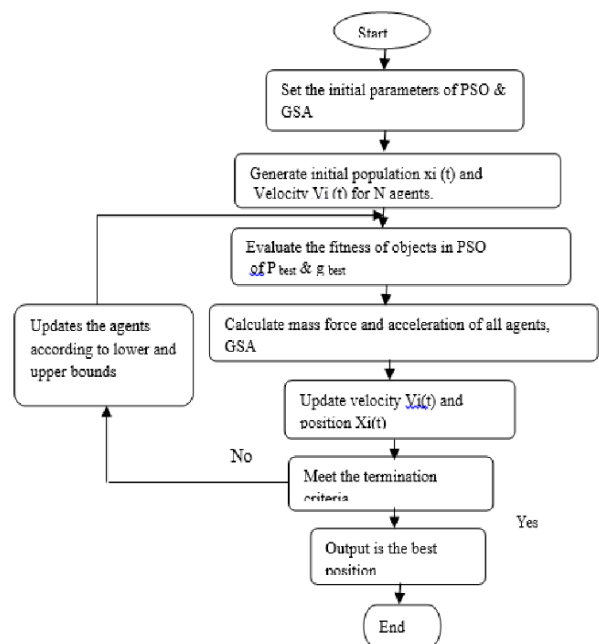 Start
Set the initial parameters of PSO &
GSA
Generate initial population xi (t) and
Velocity Vi (t) for N agents.
Evaluate the fitness of objects in PSO
of P best & g best
Updates the agents
according to lower and
upper bounds
Calculate mass force and acceleration of all agents,
GSA
Update velocity Vi(t) and
position Xi(t)
No
Meet the termination
criteria
Yes
Output is the best
position
End